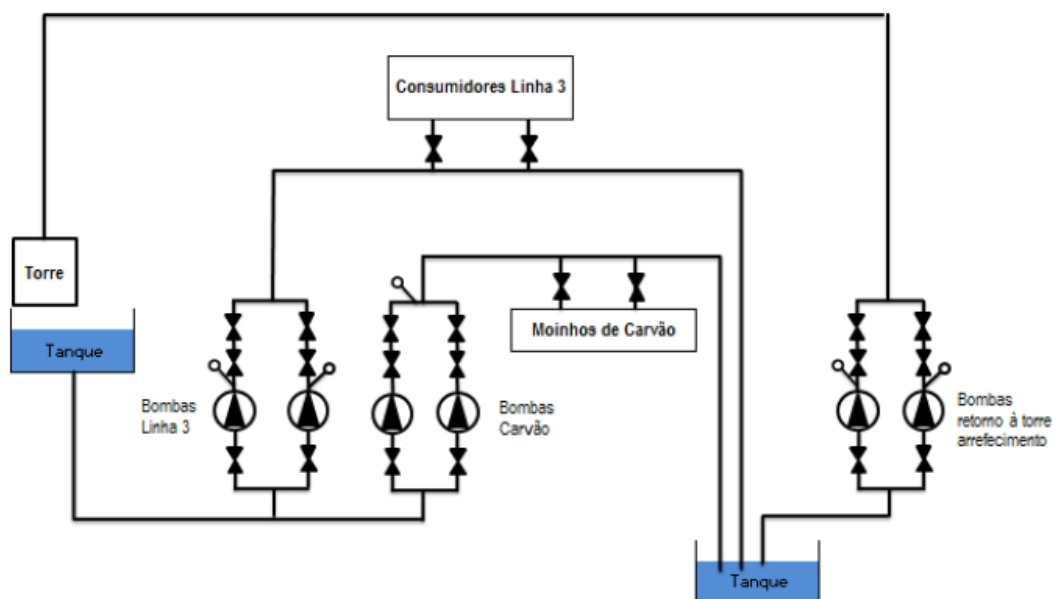 Consumidores Linha 3
Torre
Tanque
Moinhos de Carvão
Bombas
Linha 3
Bombas
Carvão
Bombas
retorno à torre
arrefecimento
Tanque